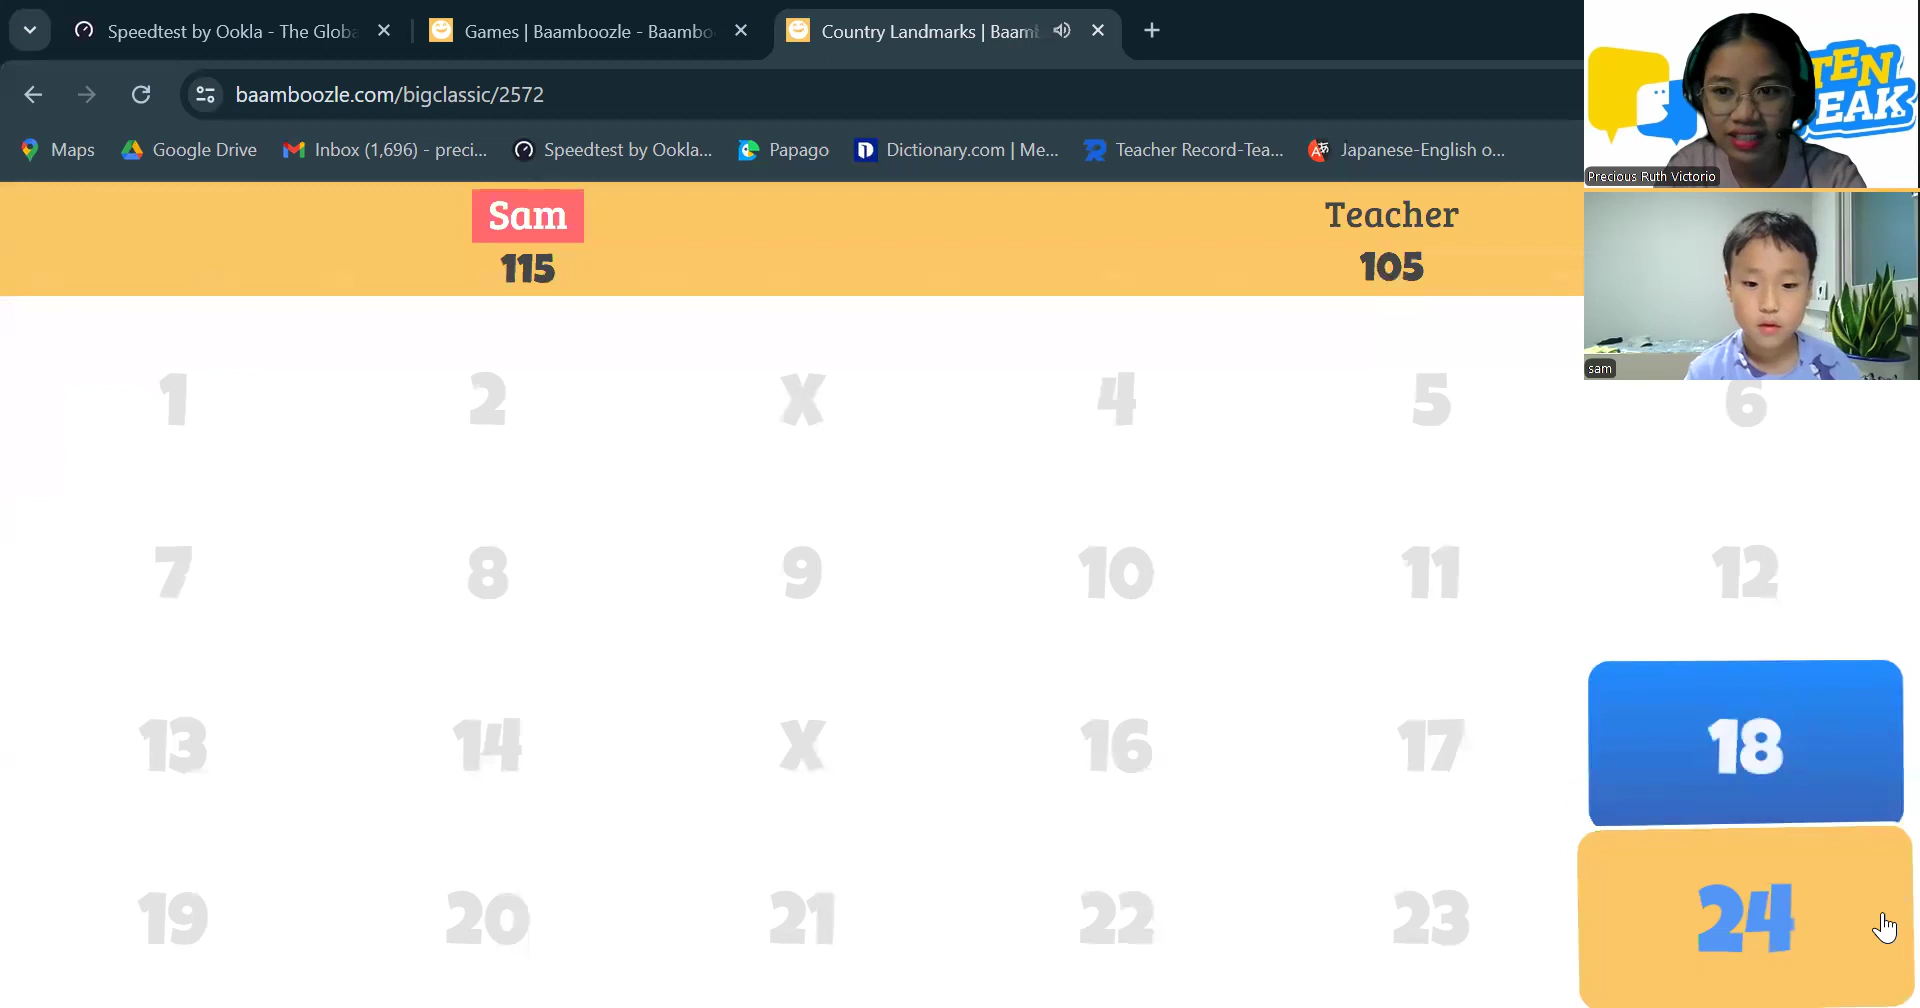 Speedtest by Ookla - The Globa
Games | Baamboozle - Baambo
Country Landmarks | Baamb
baamboozle.com/bigclassic/2572
Maps
Google Drive
Inbox (1,696) - preci...
Speedtest by Ookla...
Papago
Dictionary.com | Me...
Teacher Record-Tea...
Japanese-English o...
TEN
EAK
Precious Ruth Victorio
sam
Sam
Teacher
115
105
1 2 X 4 5 6
7 8 9 10 11 12
13 14 X 16 17 18
19 20 21 22 23 24